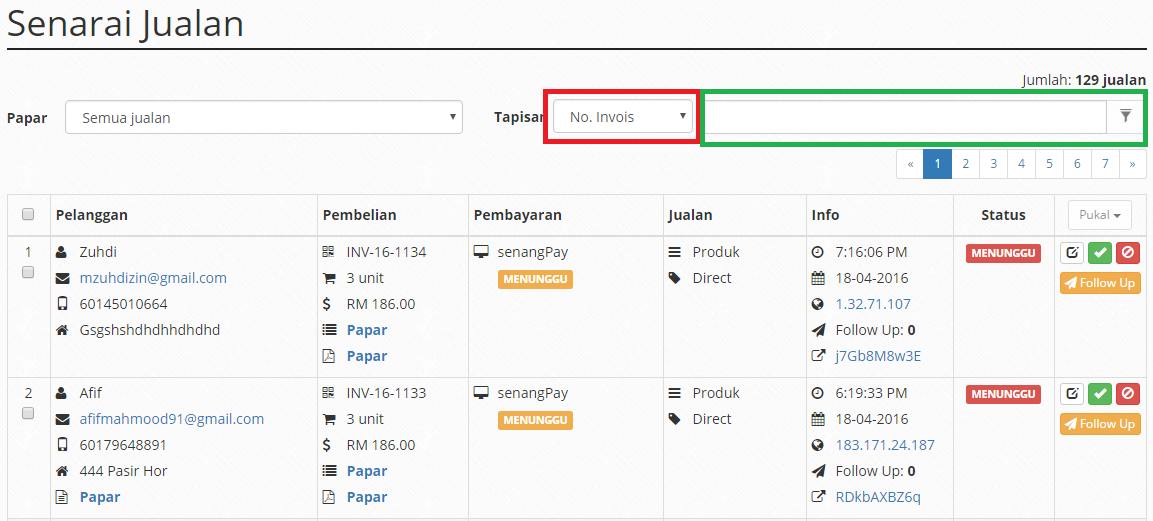 Senarai Jualan
Jumlah: 129 jualan
Papar Semua jualan Tapisan No. Invois
« 1 2 3 4 5 6 7 »
Pelanggan Pembelian Pembayaran Jualan Info Status Pukal
1 Zuhdi INV-16-1134 senangPay Produk 7:16:06 PM MENUNGGU
mzuhdizin@gmail.com 3 unit MENUNGGU Direct 18-04-2016 Follow Up
60145010664 RM 186.00 1.32.71.107
Gsgshshdhdhhdhdhd Papar Follow Up: 0
Papar j7Gb8M8w3E
2 Afif INV-16-1133 senangPay Produk 6:19:33 PM MENUNGGU
afifmahmood91@gmail.com 3 unit MENUNGGU Direct 18-04-2016 Follow Up
60179648891 RM 186.00 183.171.24.187
444 Pasir Hor Papar Follow Up: 0
Papar Papar RDkbAXBZ6q